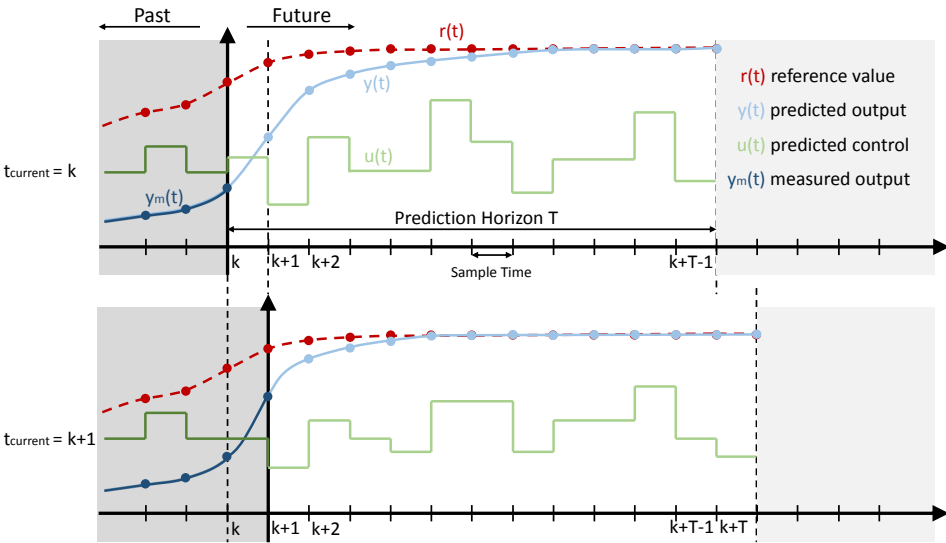 Past
Future
r(t)
y(t)
u(t)
ym(t)
tcurrent = k
r(t) reference value
y(t) predicted output
u(t) predicted control
ym(t) measured output
Prediction Horizon T
k
k+1
k+2
Sample Time
k+T-1
tcurrent = k+1
k
k+1
k+2
k+T-1
k+T